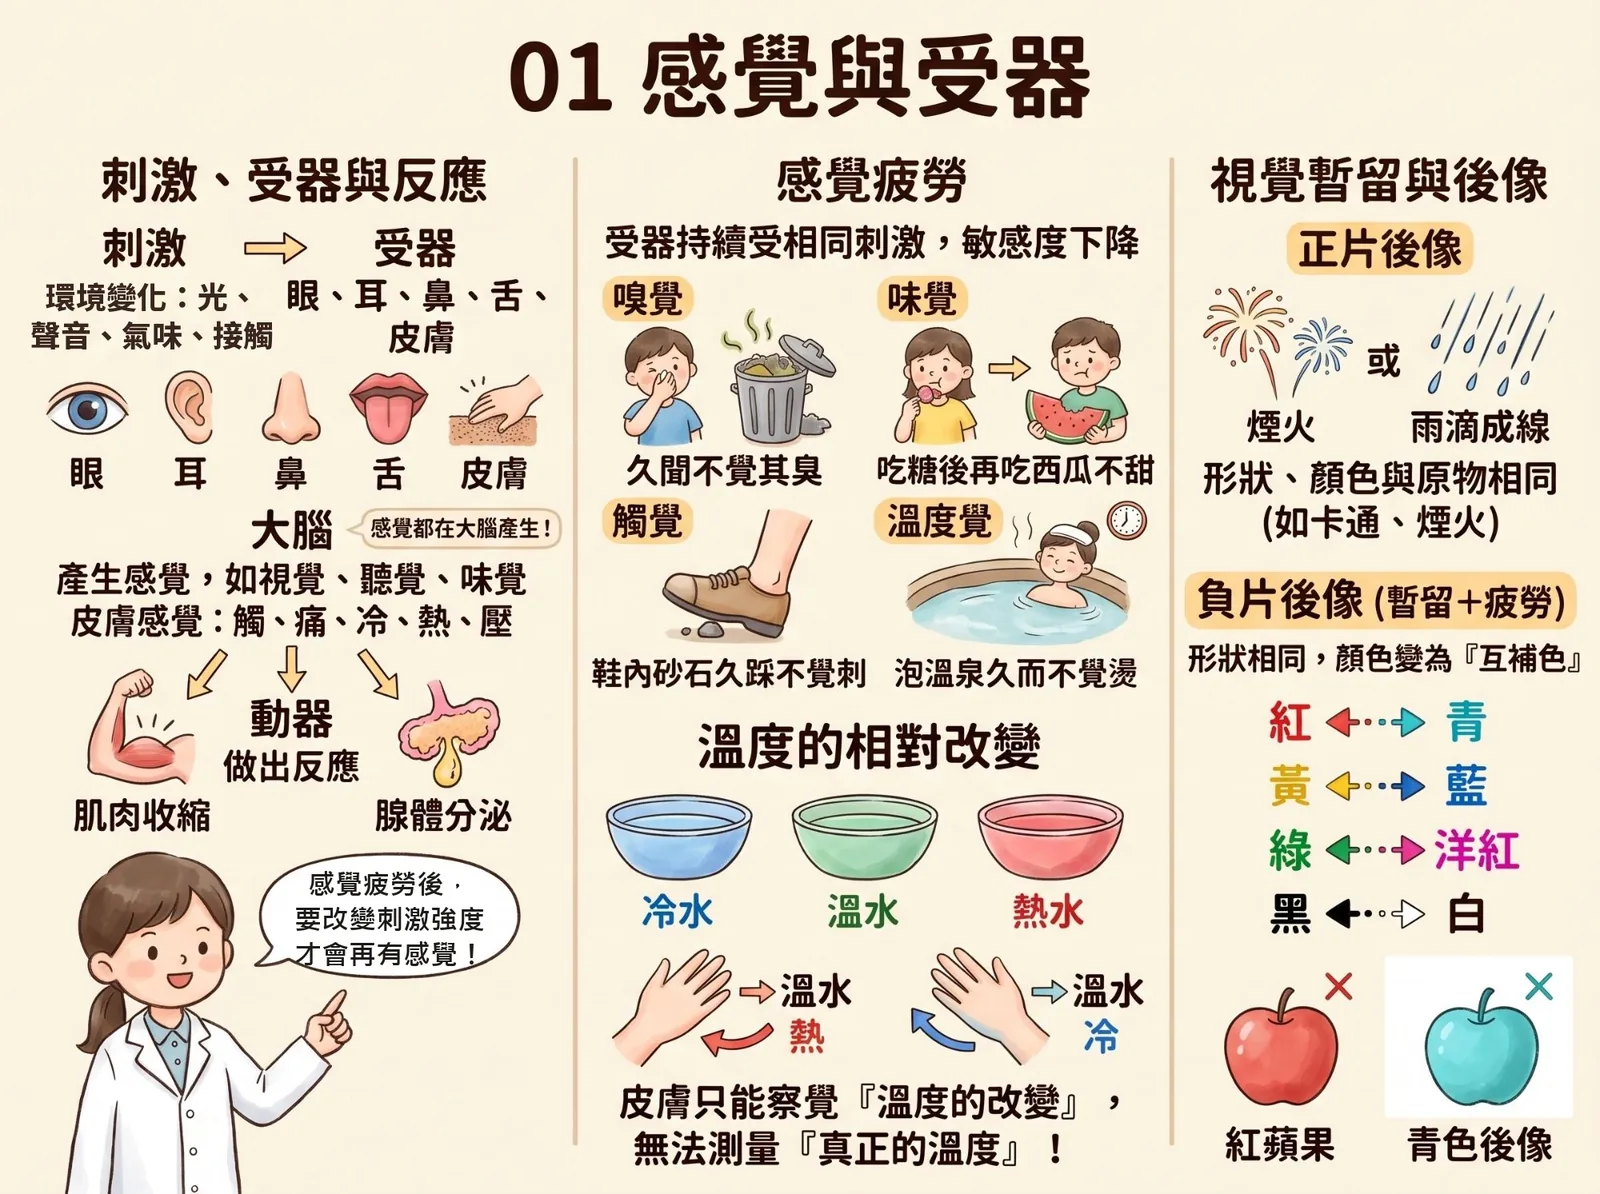 01 感覺與受器
刺激、受器與反應
刺激
受器
環境變化：光、
聲音、氣味、接觸
眼、耳、鼻、舌、
皮膚
眼
耳
鼻
舌
皮膚
大腦
感覺都在大腦產生！
產生感覺，如視覺、聽覺、味覺
皮膚感覺：觸、痛、冷、熱、壓
動器
做出反應
肌肉收縮
腺體分泌
感覺疲勞後，
要改變刺激強度
才會再有感覺！
感覺疲勞
受器持續受相同刺激，敏感度下降
嗅覺
味覺
久聞不覺其臭
吃糖後再吃西瓜不甜
觸覺
溫度覺
鞋內砂石久踩不覺刺
泡溫泉久而不覺燙
溫度的相對改變
冷水
溫水
熱水
溫水
熱
溫水
冷
皮膚只能察覺『溫度的改變』，
無法測量『真正的溫度』！
視覺暫留與後像
正片後像
或
煙火
雨滴成線
形狀、顏色與原物相同
(如卡通、煙火)
負片後像 (暫留＋疲勞)
形狀相同，顏色變為『互補色』
紅 青
黃 藍
綠 洋紅
黑 白
紅蘋果
青色後像